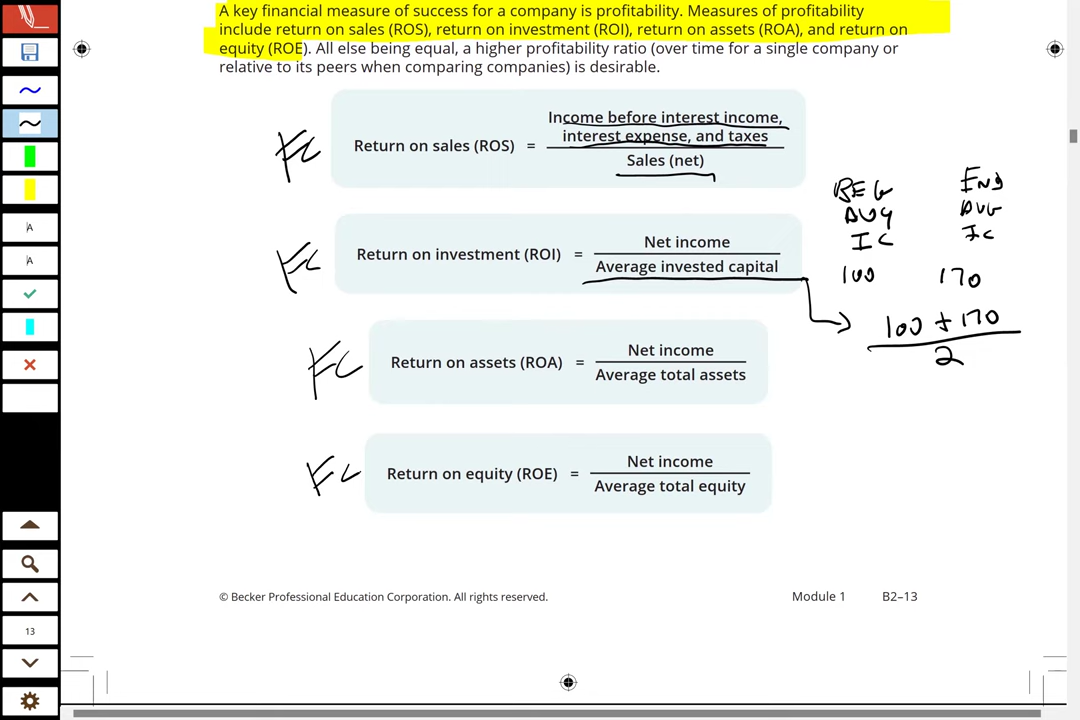 A key financial measure of success for a company is profitability. Measures of profitability
include return on sales (ROS), return on investment (ROI), return on assets (ROA), and return on
equity (ROE). All else being equal, a higher profitability ratio (over time for a single company or
relative to its peers when comparing companies) is desirable.
FC
Return on sales (ROS) =
Income before interest income,
interest expense, and taxes
Sales (net)
BEG
AVG
IC
100
END
AVG
IC
170
FC
Return on investment (ROI) =
Net income
Average invested capital
100 + 170
2
FC
Return on assets (ROA) =
Net income
Average total assets
FC
Return on equity (ROE) =
Net income
Average total equity
© Becker Professional Education Corporation. All rights reserved.
Module 1
B2–13
A
A
13